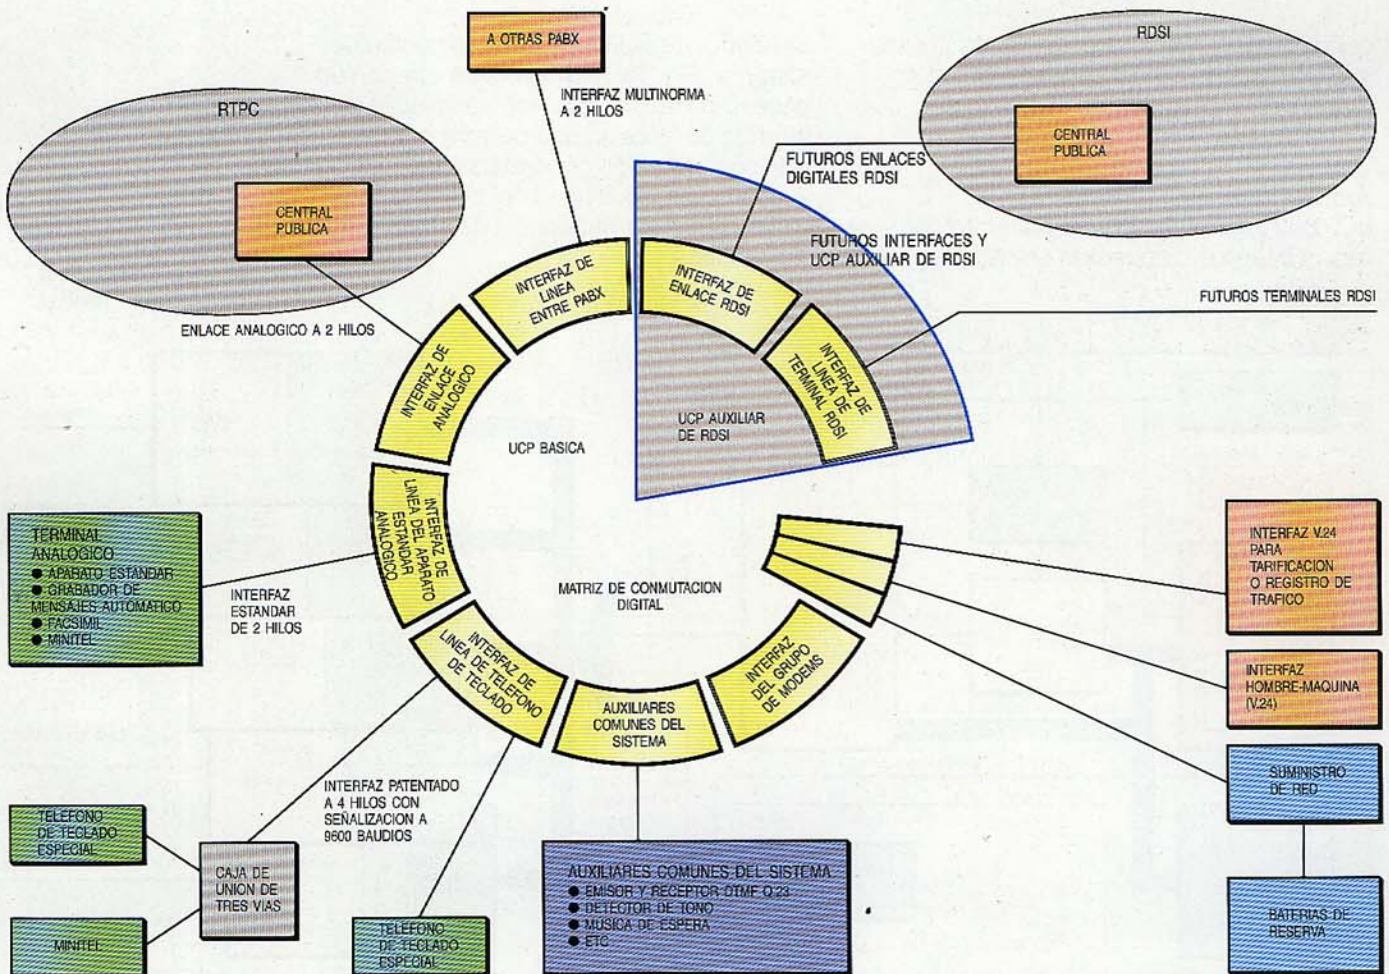 A OTRAS PABX
RDSI
RTPC
INTERFAZ MULTINORMA
A 2 HILOS
CENTRAL
PUBLICA
FUTUROS ENLACES
DIGITALES RDSI
CENTRAL
PUBLICA
FUTUROS INTERFACES Y
UCP AUXILIAR DE RDSI
INTERFAZ DE
LINEA
ENTRE PABX
INTERFAZ DE
ENLACE RDSI
FUTUROS TERMINALES RDSI
ENLACE ANALOGICO A 2 HILOS
INTERFAZ DE
ENLACE
ANALOGICO
INTERFAZ DE
LINEA DE
TERMINAL RDSI
UCP AUXILIAR
DE RDSI
UCP BASICA
INTERFAZ DE
LINEA DEL APARATO
ESTANDAR
ANALOGICO
TERMINAL
ANALOGICO
● APARATO ESTANDAR
● GRABADOR DE
MENSAJES AUTOMATICO
● FACSIMIL
● MINITEL
INTERFAZ
ESTANDAR
DE 2 HILOS
MATRIZ DE CONMUTACION
DIGITAL
INTERFAZ V.24
PARA
TARIFICACION
O REGISTRO DE
TRAFICO
INTERFAZ DE
LINEA DE TELEFONO
DE TECLADO
INTERFAZ
DEL GRUPO
DE MODEMS
AUXILIARES
COMUNES DEL
SISTEMA
INTERFAZ
HOMBRE-MAQUINA
(V.24)
SUMINISTRO
DE RED
INTERFAZ PATENTADO
A 4 HILOS CON
SEÑALIZACION A
9600 BAUDIOS
TELEFONO
DE TECLADO
ESPECIAL
CAJA DE
UNION DE
TRES VIAS
AUXILIARES COMUNES DEL SISTEMA
● EMISOR Y RECEPTOR DTMF Q.23
● DETECTOR DE TONO
● MUSICA DE ESPERA
● ETC
MINITEL
TELEFONO
DE TECLADO
ESPECIAL
BATERIAS DE
RESERVA